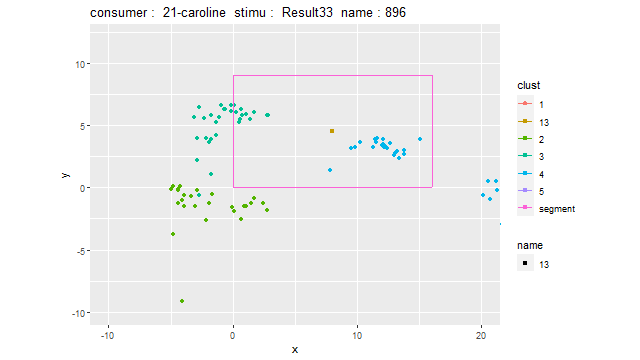 consumer :  21-caroline  stimu :  Result33  name : 896
10
5
0
-5
-10
y
-10
0
10
20
x
clust
1
13
2
3
4
5
segment
name
13